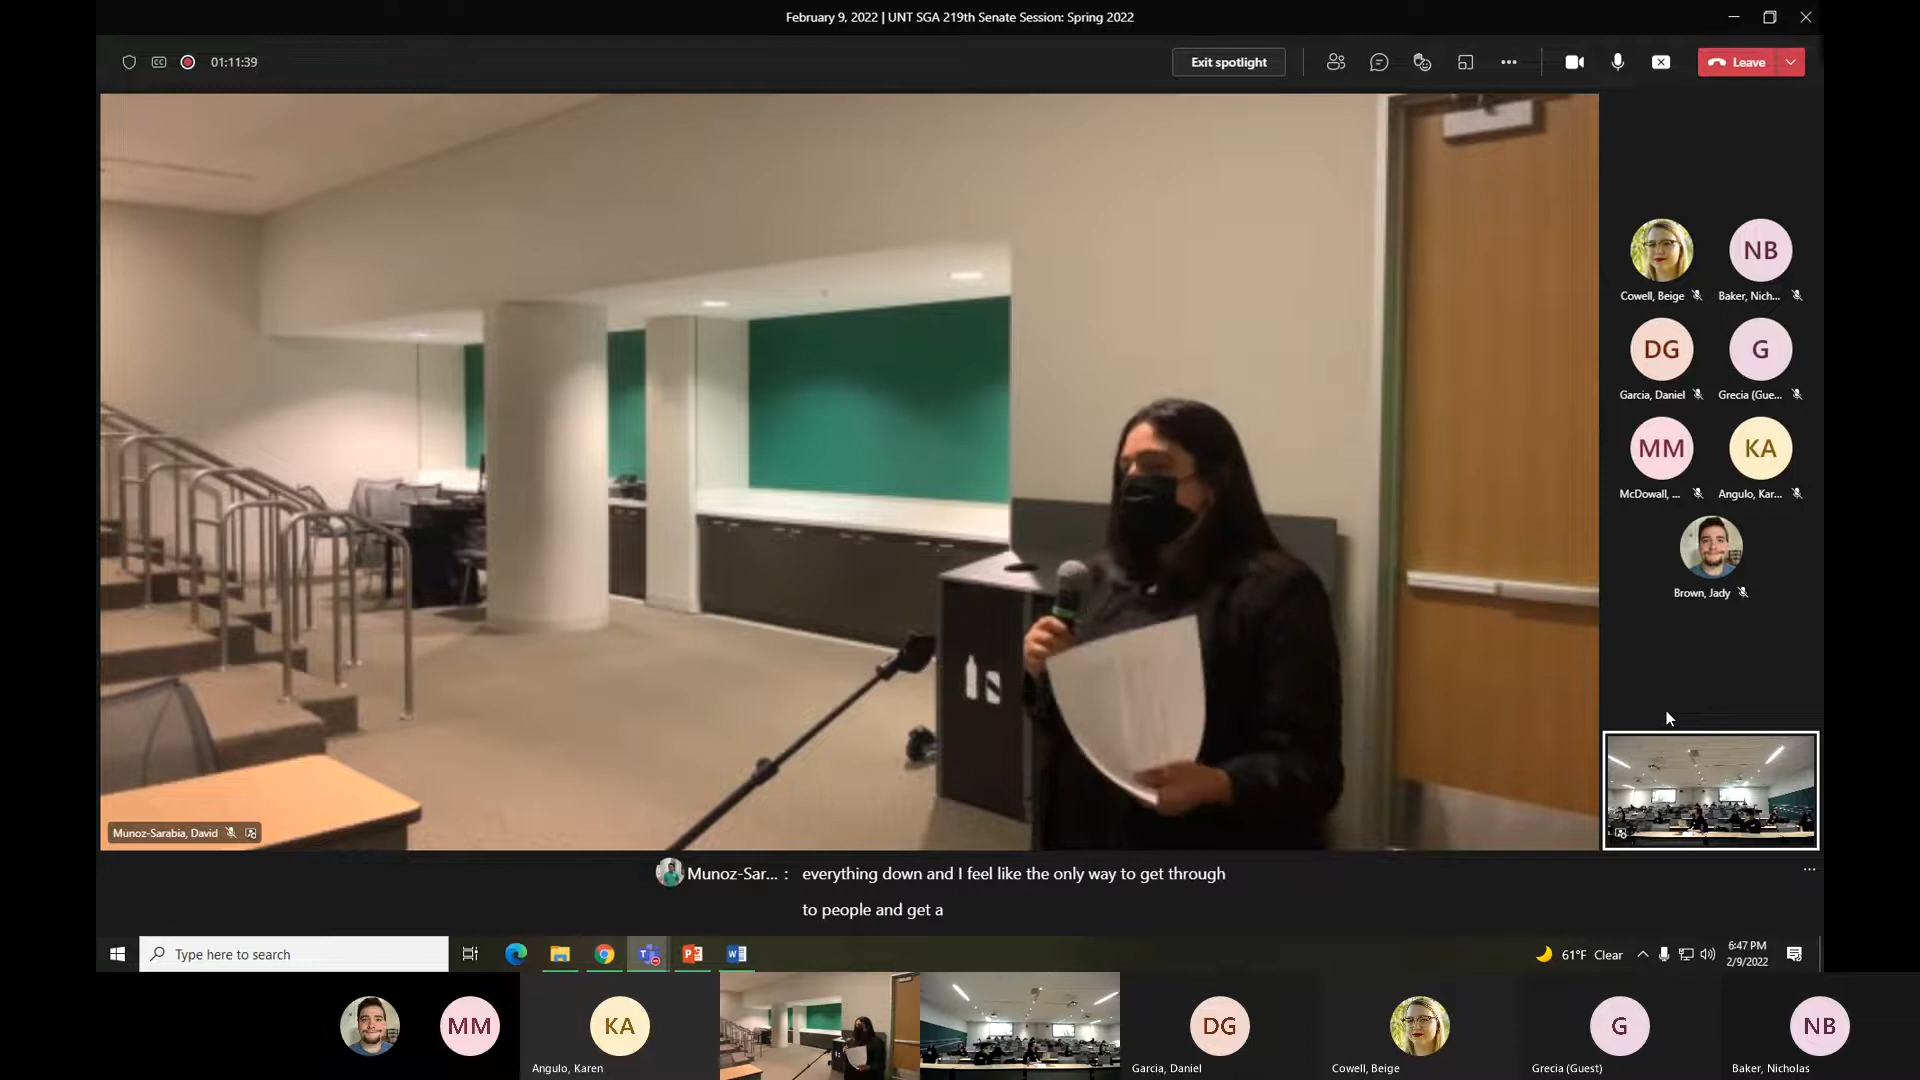 February 9, 2022 | UNT SGA 219th Senate Session: Spring 2022
CC
01:11:39
Exit spotlight
Leave
NB
Cowell, Beige
Baker, Nich...
DG
G
Garcia, Daniel
Grecia (Gue...
MM
KA
McDowall, ...
Angulo, Kar...
Brown, Jady
Munoz-Sarabia, David
Munoz-Sar... : everything down and I feel like the only way to get through
to people and get a
Type here to search
61°F Clear
6:47 PM
2/9/2022
MM
KA
DG
G
NB
Angulo, Karen
Garcia, Daniel
Cowell, Beige
Grecia (Guest)
Baker, Nicholas